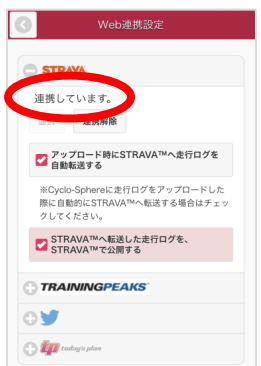 Web連携設定
STRAVA
連携しています。
連携 連携解除
アップロード時にSTRAVA™へ走行ログを
自動転送する
※Cyclo-Sphereに走行ログをアップロードした
際に自動的にSTRAVA™へ転送する場合はチェッ
クしてください。
STRAVA™へ転送した走行ログを、
STRAVA™で公開する
TRAININGPEAKS
tp today's plan